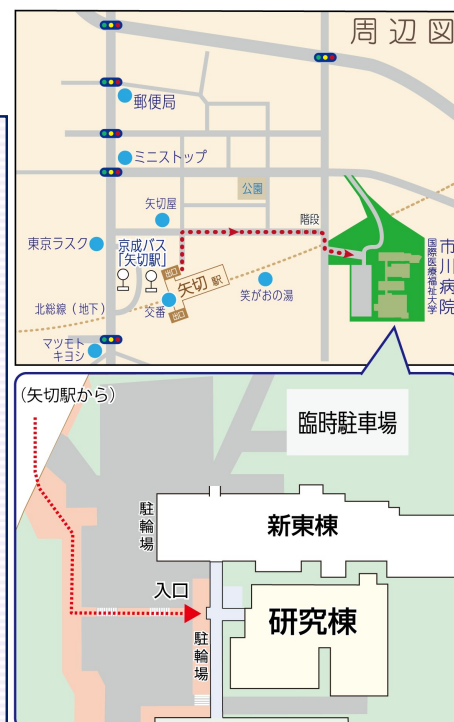 周辺図
郵便局
ミニストップ
公園
矢切屋
階段
東京ラスク
京成バス
「矢切駅」
出口
矢切駅
市川病院
国際医療福祉大学
北総線（地下）
交番
出口
笑がおの湯
マツモト
キヨシ
(矢切駅から)
臨時駐車場
駐輪場
新東棟
入口
研究棟
駐輪場